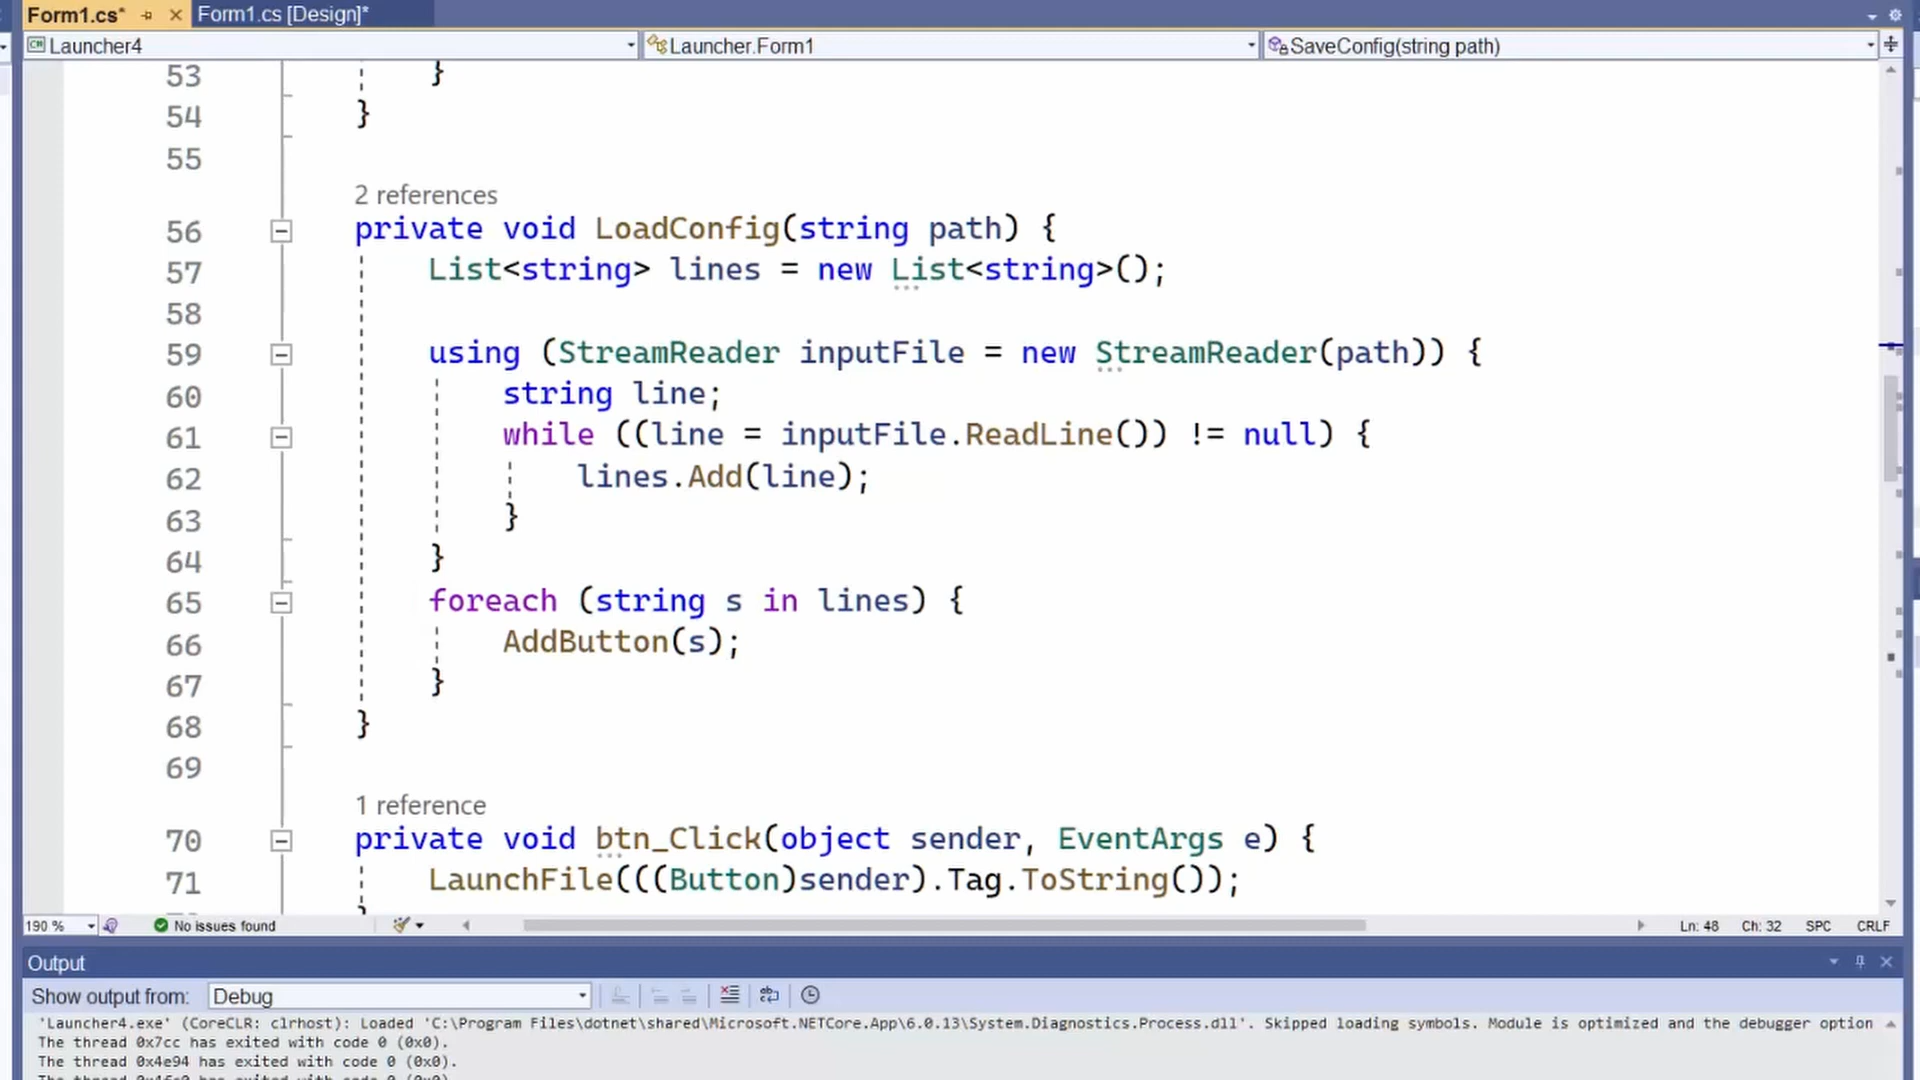 Form1.cs*
Form1.cs [Design]*
Launcher4
Launcher.Form1
SaveConfig(string path)
53 }
54 }
55
2 references
56 private void LoadConfig(string path) {
57 List<string> lines = new List<string>();
58
59 using (StreamReader inputFile = new StreamReader(path)) {
60 string line;
61 while ((line = inputFile.ReadLine()) != null) {
62 lines.Add(line);
63 }
64 }
65 foreach (string s in lines) {
66 AddButton(s);
67 }
68 }
69
1 reference
70 private void btn_Click(object sender, EventArgs e) {
71 LaunchFile(((Button)sender).Tag.ToString());
190 %
No issues found
Ln: 48 Ch: 32 SPC CRLF
Output
Show output from: Debug
'Launcher4.exe' (CoreCLR: clrhost): Loaded 'C:\Program Files\dotnet\shared\Microsoft.NETCore.App\6.0.13\System.Diagnostics.Process.dll'. Skipped loading symbols. Module is optimized and the debugger option
The thread 0x7cc has exited with code 0 (0x0).
The thread 0x4e94 has exited with code 0 (0x0).